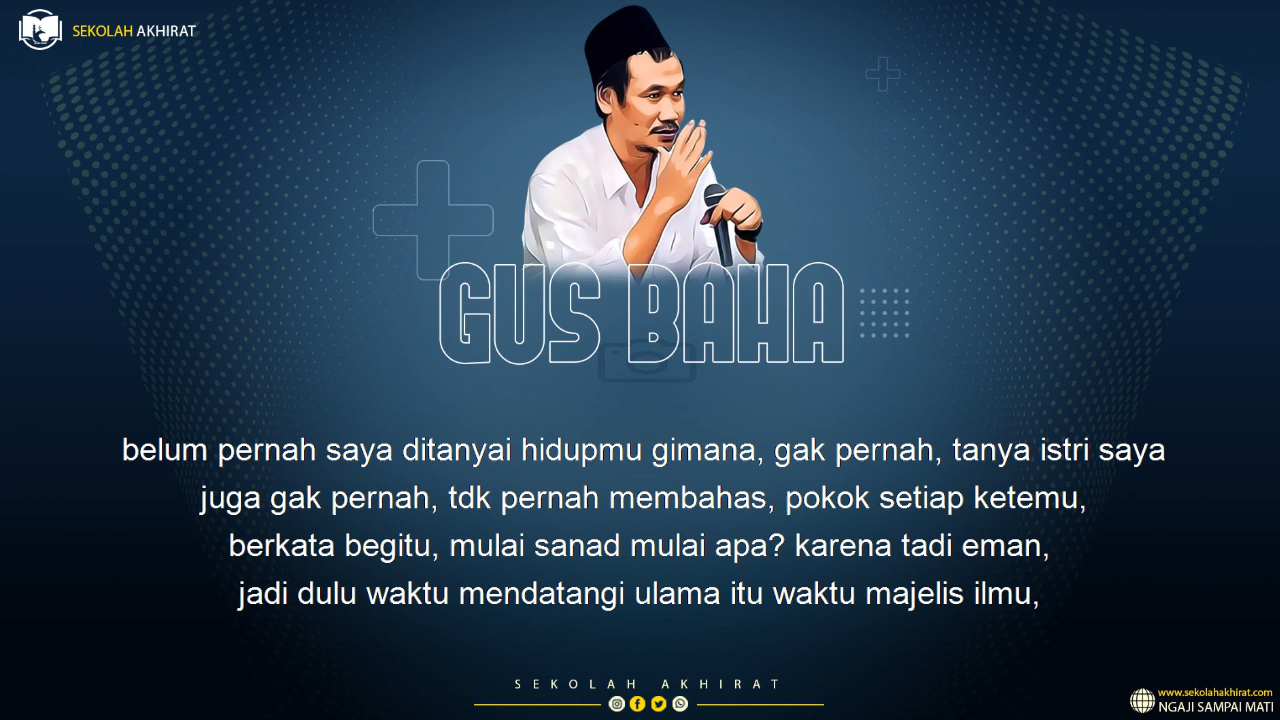 SEKOLAH AKHIRAT
GUS BAHA
belum pernah saya ditanyai hidupmu gimana, gak pernah, tanya istri saya
juga gak pernah, tdk pernah membahas, pokok setiap ketemu,
berkata begitu, mulai sanad mulai apa? karena tadi eman,
jadi dulu waktu mendatangi ulama itu waktu majelis ilmu,
SEKOLAH AKHIRAT
www.sekolahakhirat.com
NGAJI SAMPAI MATI